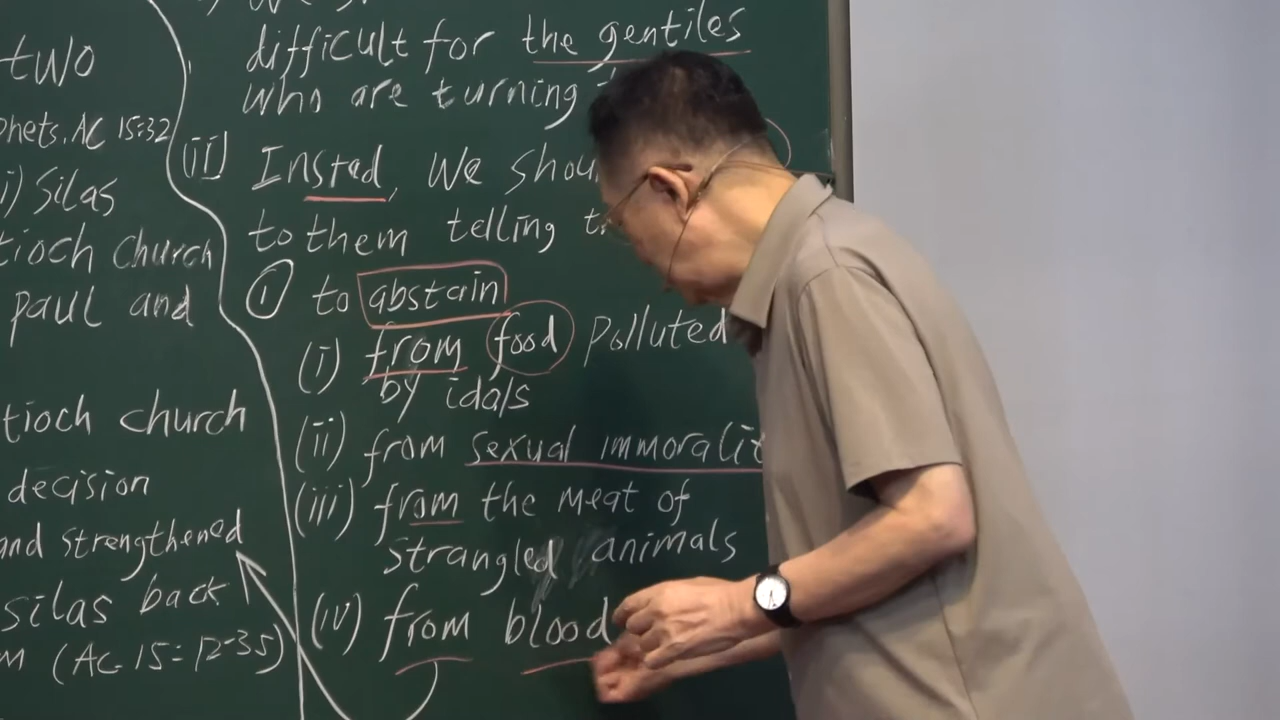 two
phets. AC 15:32
i) Silas
tioch church
paul and
tioch church
decision
and strengthened
silas back
m (AC 15:12-35)
difficult for the gentiles
who are turning
(ii) Insted, we shou
to them telling
① to abstain
(i) from food polluted
by idals
(ii) from sexual immoralit
(iii) from the meat of
strangled animals
(iv) from blood